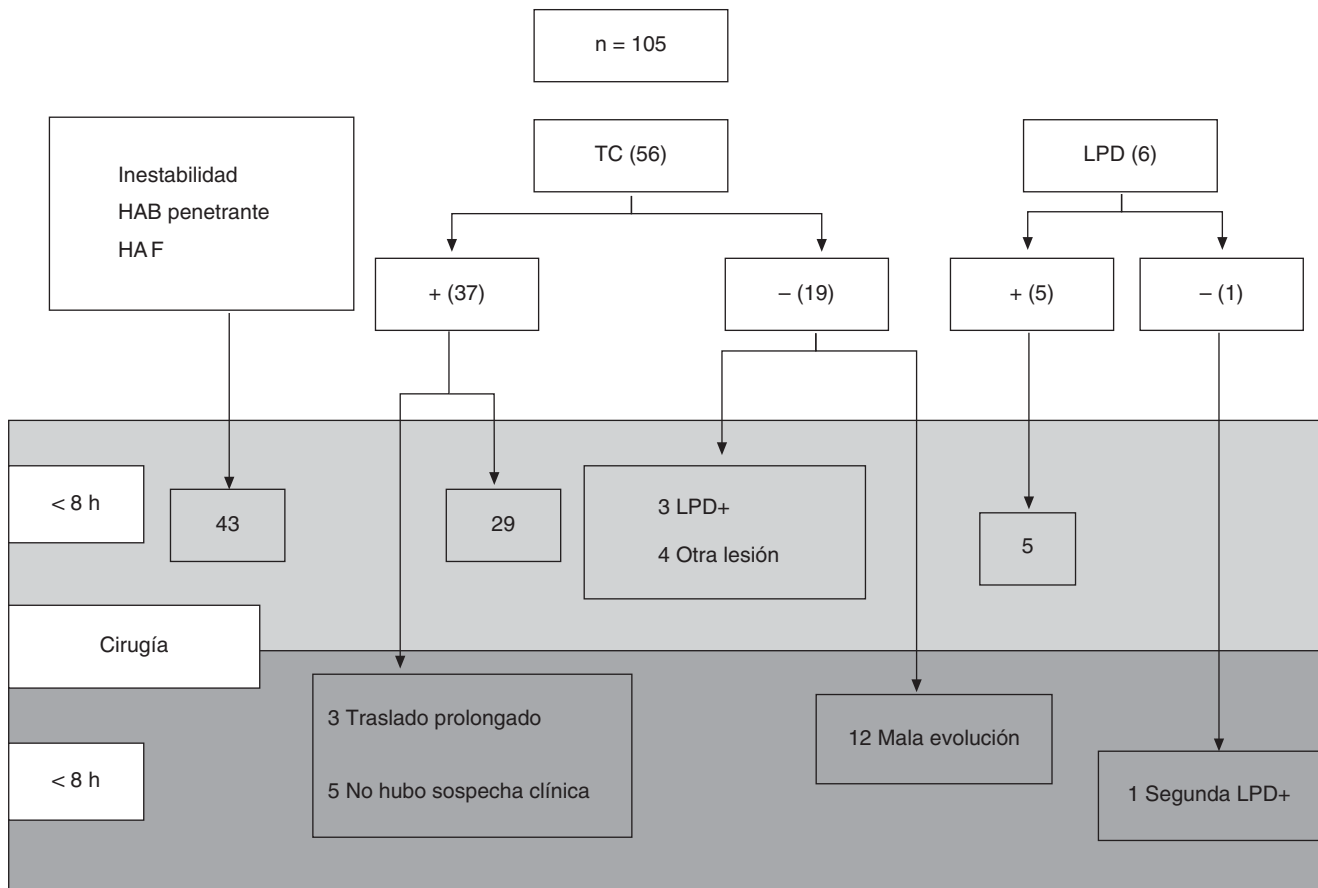 n = 105
Inestabilidad
HAB penetrante
HA F
TC (56)
LPD (6)
+ (37)
– (19)
+ (5)
– (1)
< 8 h
43
29
3 LPD+
4 Otra lesión
5
Cirugía
3 Traslado prolongado
5 No hubo sospecha clínica
12 Mala evolución
< 8 h
1 Segunda LPD+